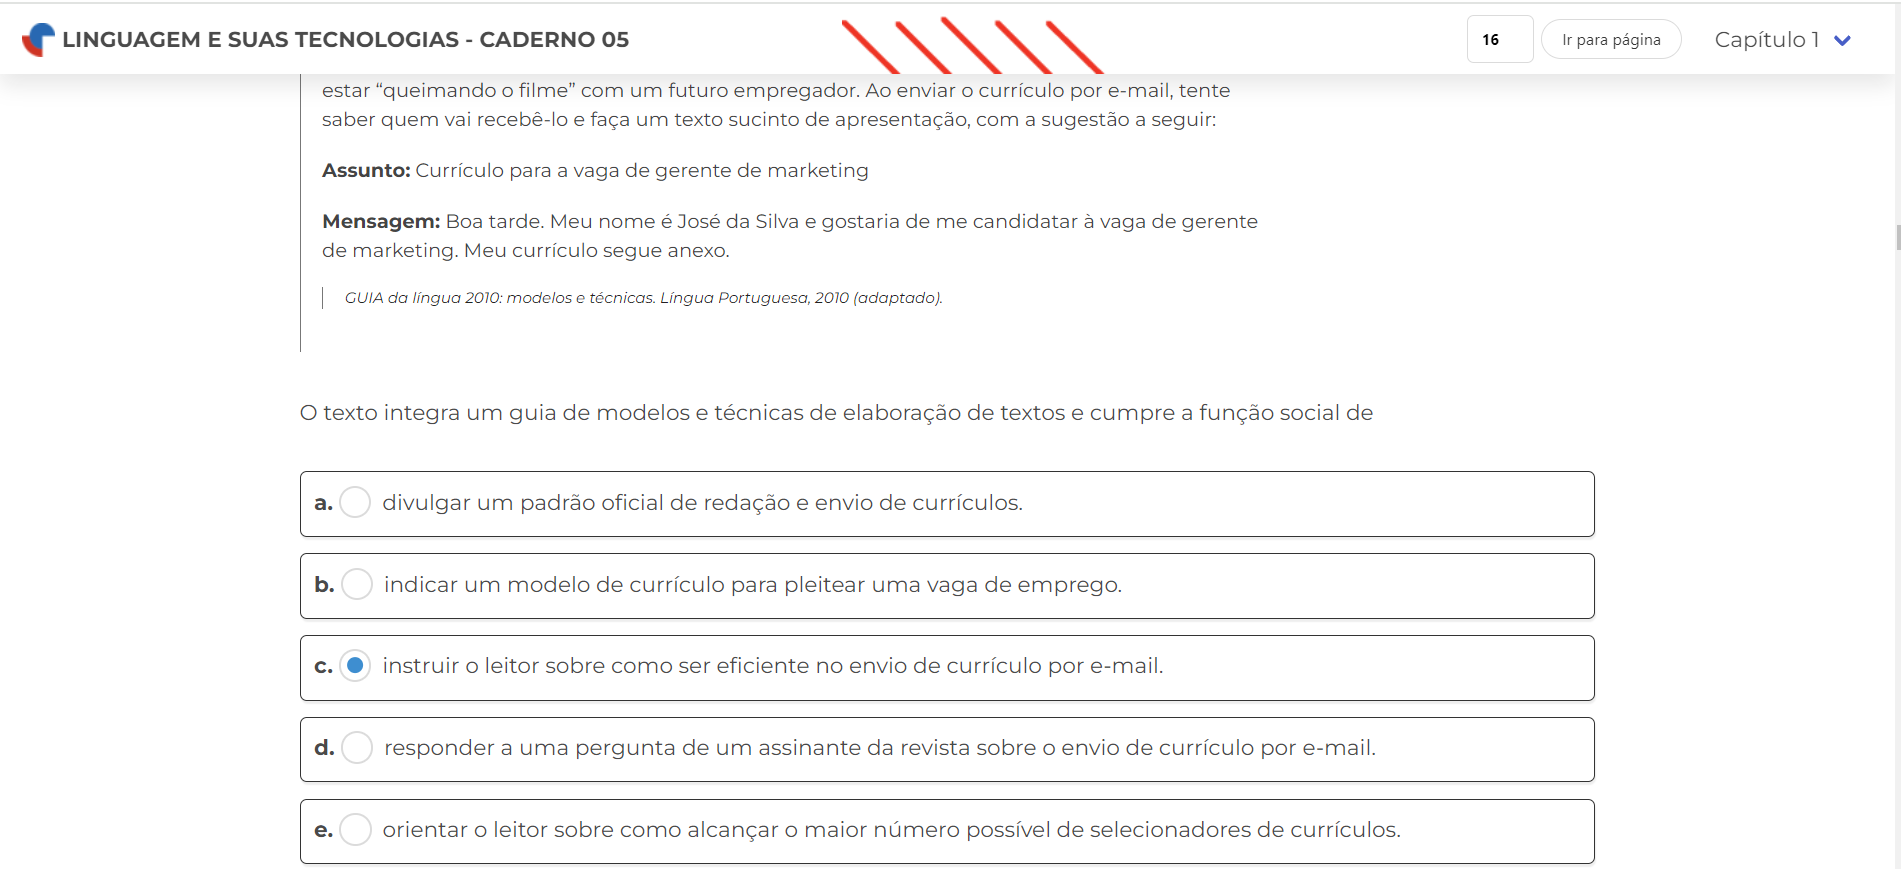 LINGUAGEM E SUAS TECNOLOGIAS - CADERNO 05
16
Ir para página
Capítulo 1
estar “queimando o filme” com um futuro empregador. Ao enviar o currículo por e-mail, tente
saber quem vai recebê-lo e faça um texto sucinto de apresentação, com a sugestão a seguir:
Assunto: Currículo para a vaga de gerente de marketing
Mensagem: Boa tarde. Meu nome é José da Silva e gostaria de me candidatar à vaga de gerente
de marketing. Meu currículo segue anexo.
GUIA da língua 2010: modelos e técnicas. Língua Portuguesa, 2010 (adaptado).
O texto integra um guia de modelos e técnicas de elaboração de textos e cumpre a função social de
a. divulgar um padrão oficial de redação e envio de currículos.
b. indicar um modelo de currículo para pleitear uma vaga de emprego.
c. instruir o leitor sobre como ser eficiente no envio de currículo por e-mail.
d. responder a uma pergunta de um assinante da revista sobre o envio de currículo por e-mail.
e. orientar o leitor sobre como alcançar o maior número possível de selecionadores de currículos.